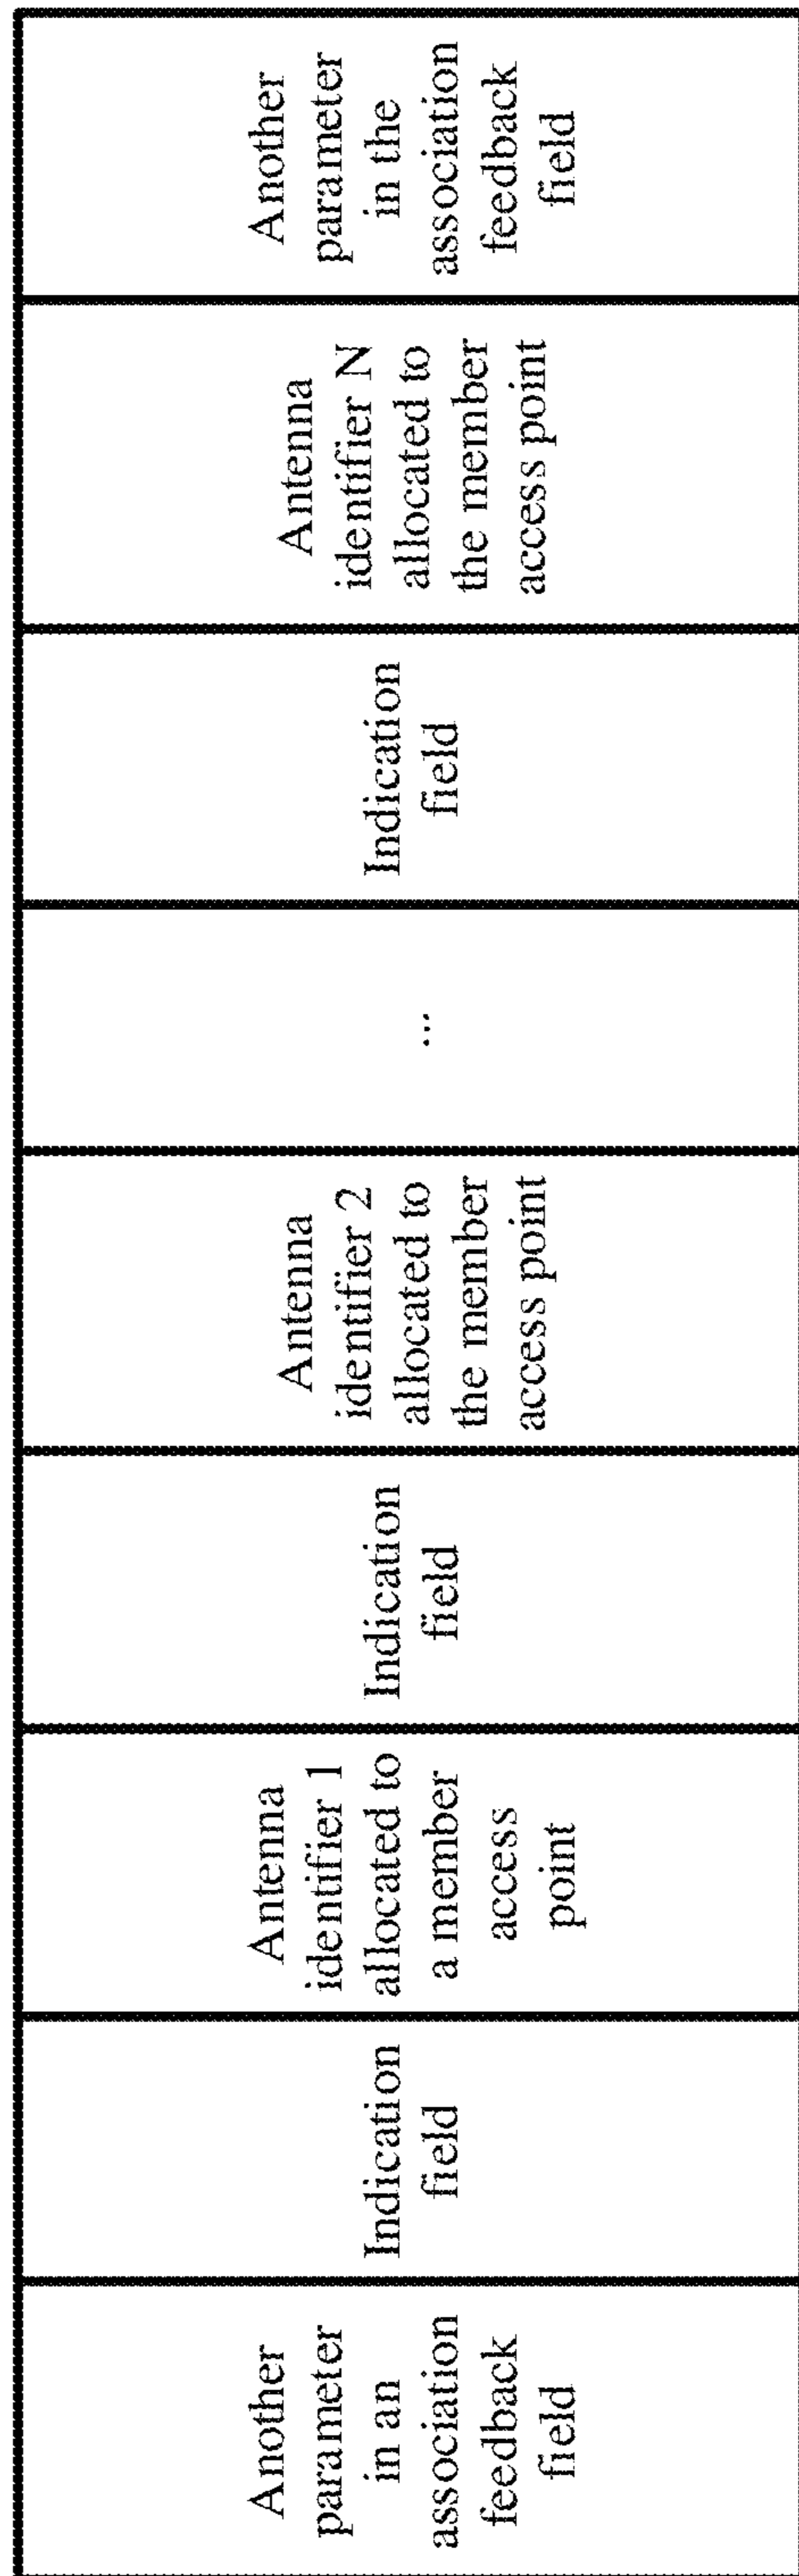 Another
parameter
in an
association
feedback
field
Indication
field
Antenna
identifier 1
allocated to
a member
access
point
Indication
field
Antenna
identifier 2
allocated to
the member
access point
...
Indication
field
Antenna
identifier N
allocated to
the member
access point
Another
parameter
in the
association
feedback
field